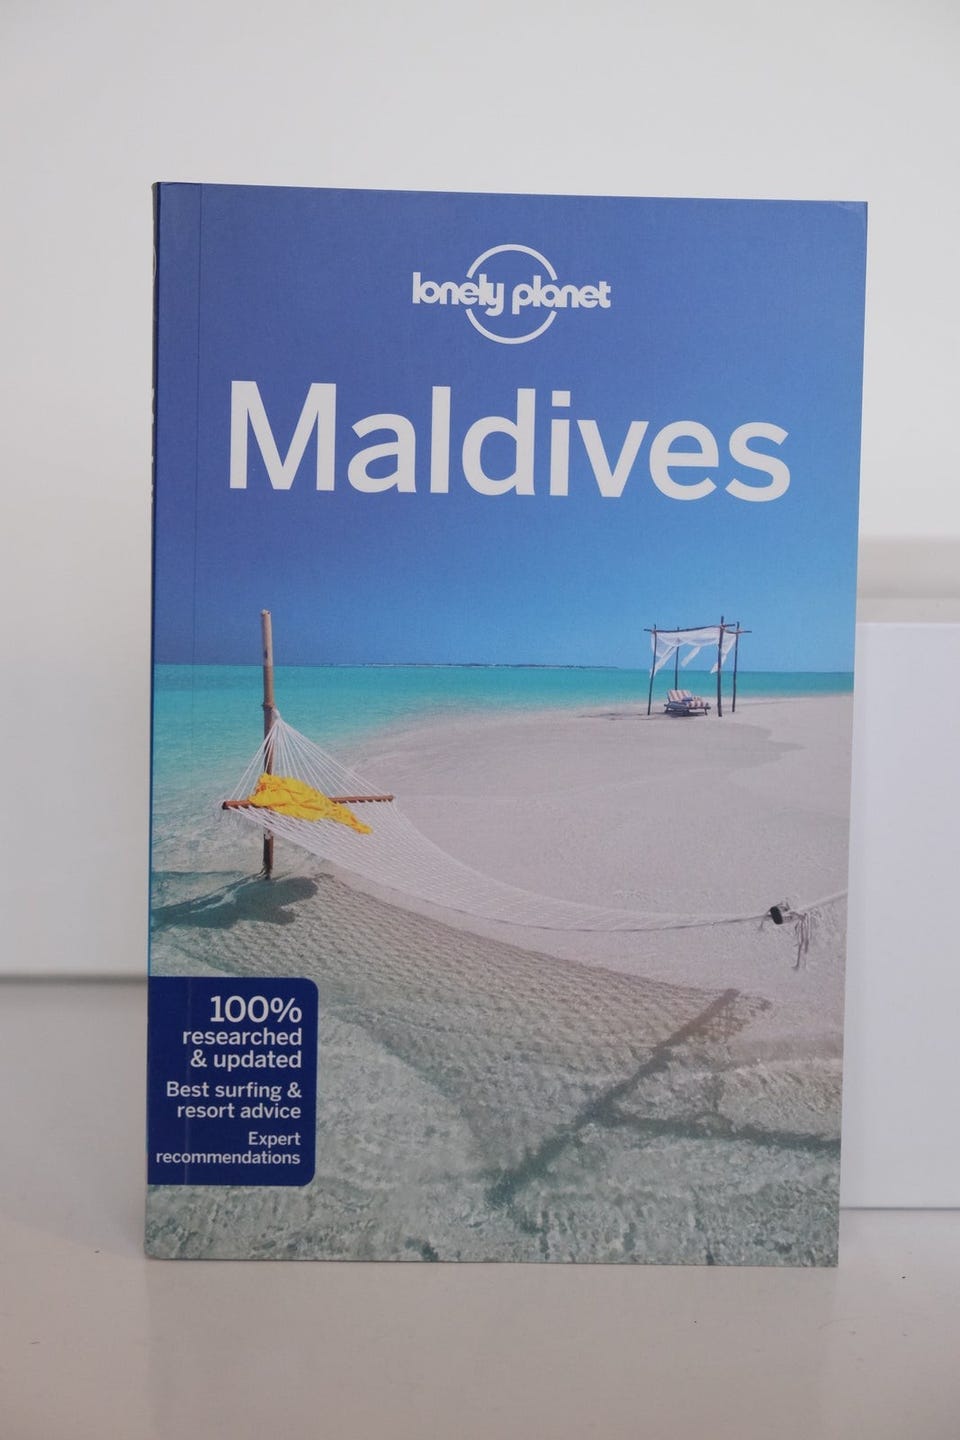 lonely planet
Maldives
100%
researched
& updated
Best surfing &
resort advice
Expert
recommendations